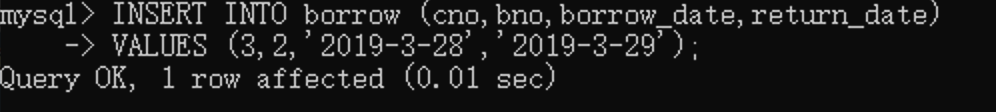 mysql> INSERT INTO borrow (cno,bno,borrow_date,return_date)
    -> VALUES (3,2,'2019-3-28','2019-3-29');
Query OK, 1 row affected (0.01 sec)